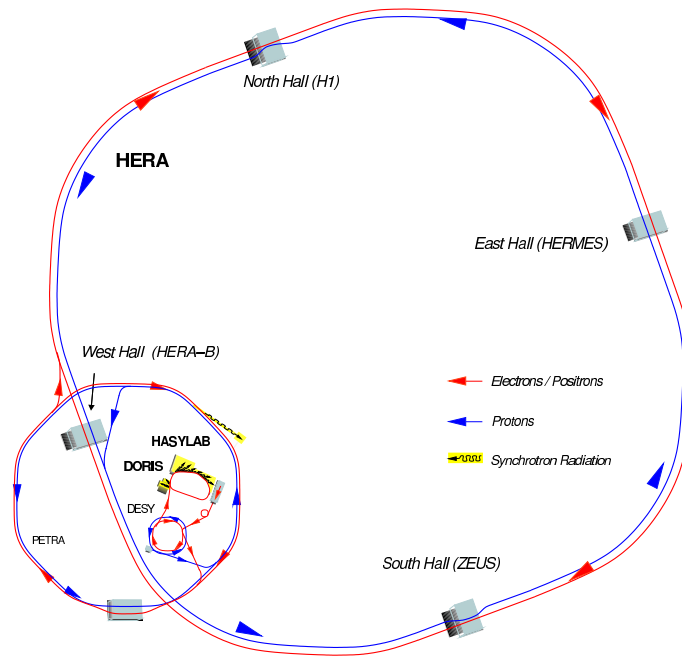 North Hall (H1)
HERA
East Hall (HERMES)
West Hall (HERA–B)
Electrons / Positrons
Protons
Synchrotron Radiation
HASYLAB
DORIS
DESY
PETRA
South Hall (ZEUS)